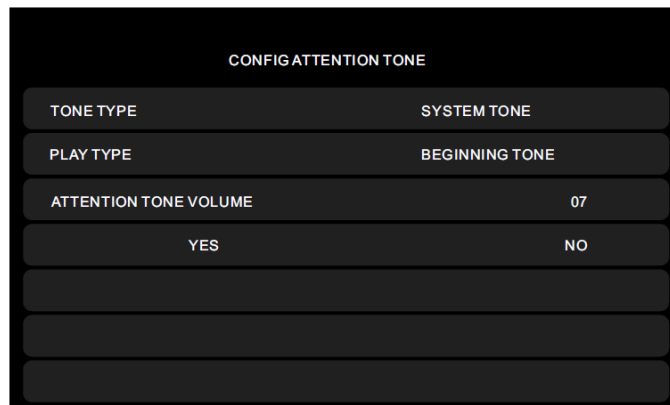 CONFIG ATTENTION TONE
TONE TYPE SYSTEM TONE
PLAY TYPE BEGINNING TONE
ATTENTION TONE VOLUME 07
YES NO